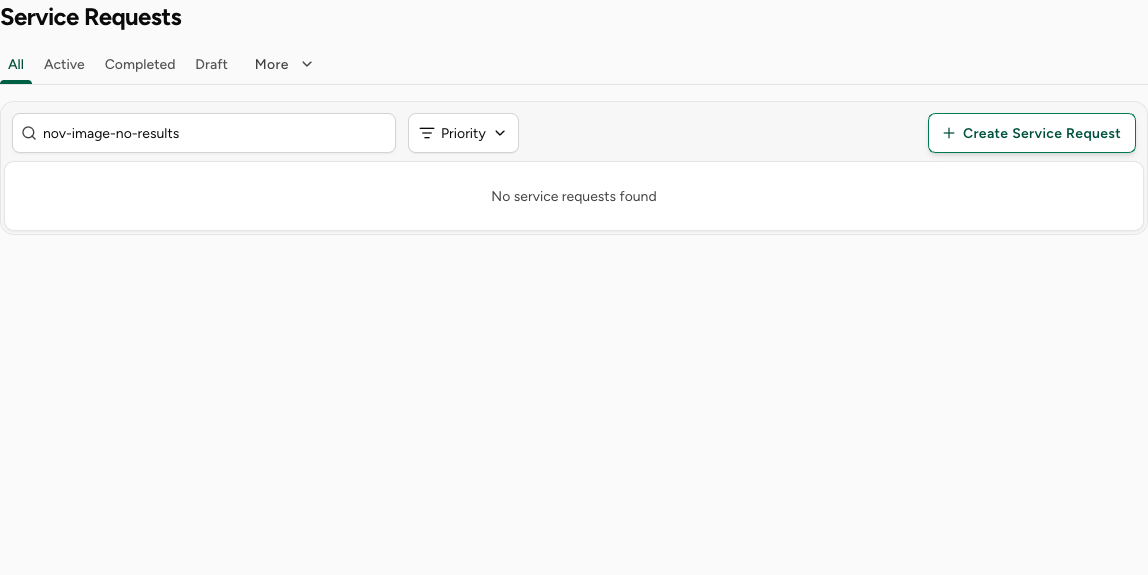 Service Requests
All Active Completed Draft More
nov-image-no-results Priority Create Service Request
No service requests found